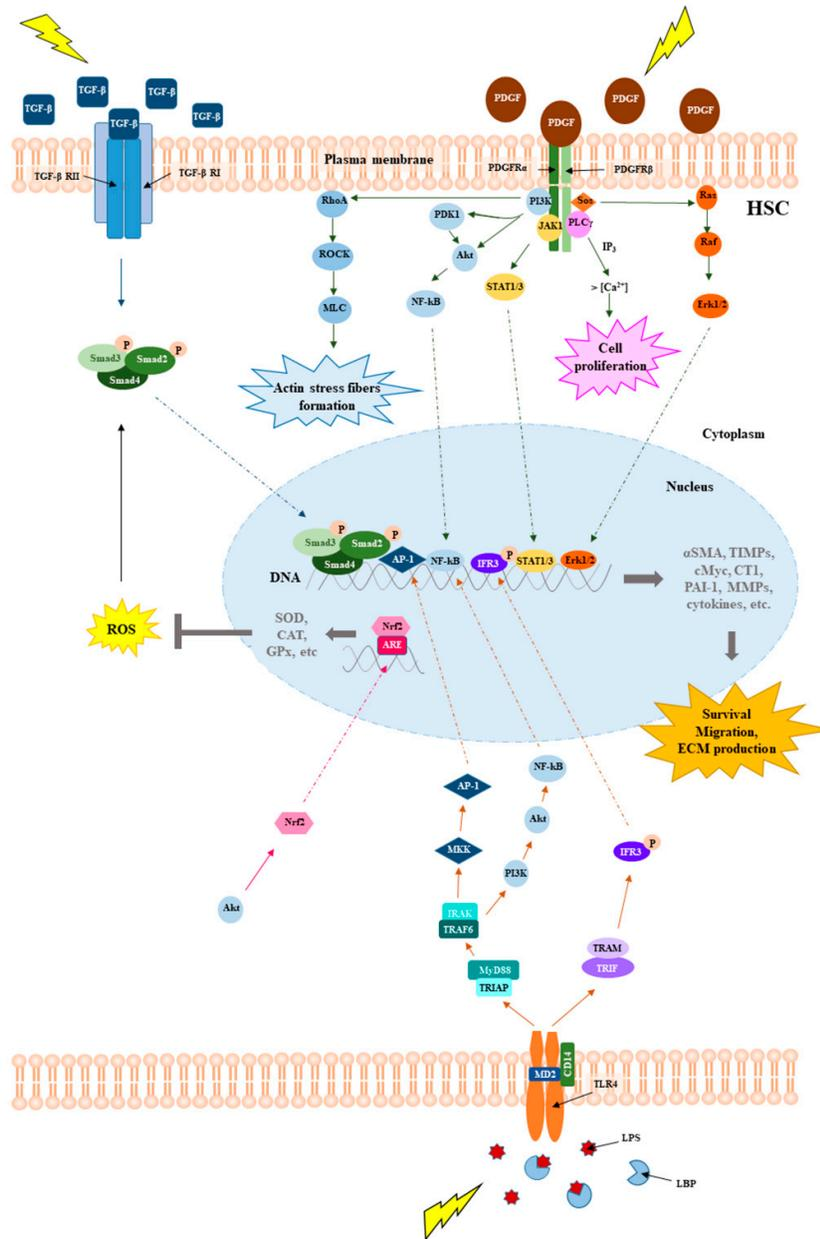 TGF-β
TGF-β
TGF-β
TGF-β
TGF-β
PDGF
PDGF
PDGF
PDGF
Plasma membrane
TGF-β RII
TGF-β RI
PDGFRα
PDGFRβ
HSC
RhoA
PDK1
PI3K
Sos
Ras
JAK1
PLCγ
ROCK
Akt
IP3
Raf
STAT1/3
> [Ca2+]
MLC
NF-kB
Erk1/2
Smad3
P
Smad2
P
Smad4
Actin stress fibers
formation
Cell
proliferation
Cytoplasm
Nucleus
Smad3
P
Smad2
P
Smad4
AP-1
NF-kB
IFR3
P
STAT1/3
Erk1/2
DNA
αSMA, TIMPs,
cMyc, CT1,
PAI-1, MMPs,
cytokines, etc.
ROS
SOD,
CAT,
GPx, etc
Nrf2
ARE
Survival
Migration,
ECM production
NF-kB
AP-1
Akt
Nrf2
MKK
IFR3
P
PI3K
Akt
IRAK
TRAF6
TRAM
TRIF
MyD88
TRIAP
MD2
CD14
TLR4
LPS
LBP